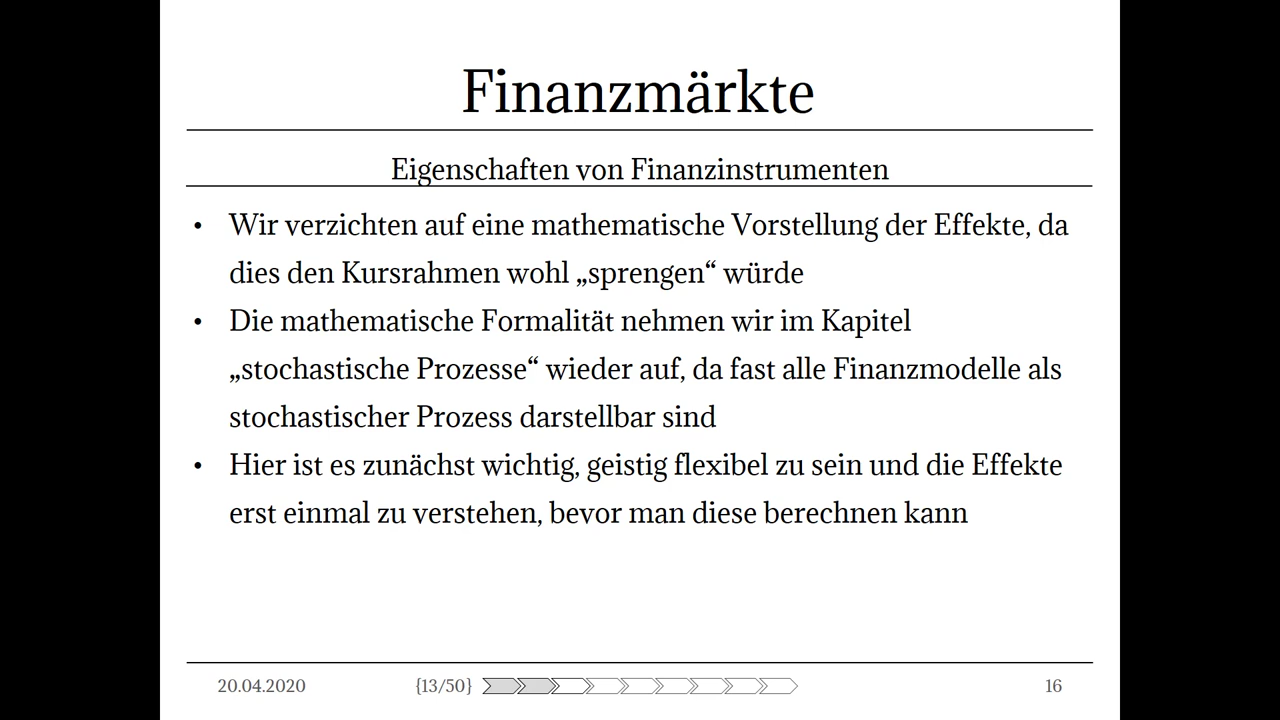 Finanzmärkte
Eigenschaften von Finanzinstrumenten
• Wir verzichten auf eine mathematische Vorstellung der Effekte, da
dies den Kursrahmen wohl „sprengen“ würde
• Die mathematische Formalität nehmen wir im Kapitel
„stochastische Prozesse“ wieder auf, da fast alle Finanzmodelle als
stochastischer Prozess darstellbar sind
• Hier ist es zunächst wichtig, geistig flexibel zu sein und die Effekte
erst einmal zu verstehen, bevor man diese berechnen kann
20.04.2020 {13/50} 16